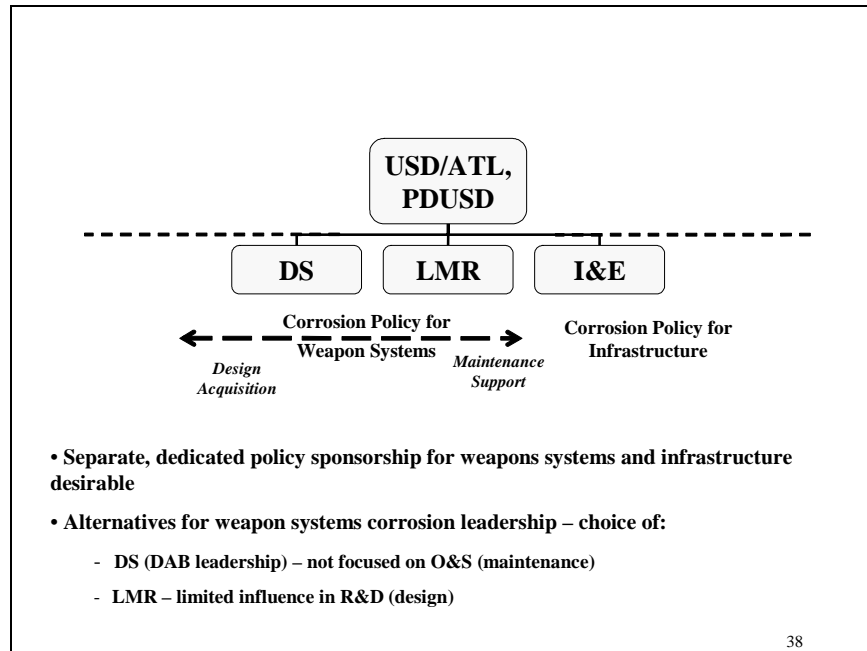 USD/ATL,
PDUSD
DS
LMR
I&E
Corrosion Policy for
Weapon Systems
Corrosion Policy for
Infrastructure
Design
Acquisition
Maintenance
Support
• Separate, dedicated policy sponsorship for weapons systems and infrastructure
desirable
• Alternatives for weapon systems corrosion leadership – choice of:
- DS (DAB leadership) – not focused on O&S (maintenance)
- LMR – limited influence in R&D (design)
38